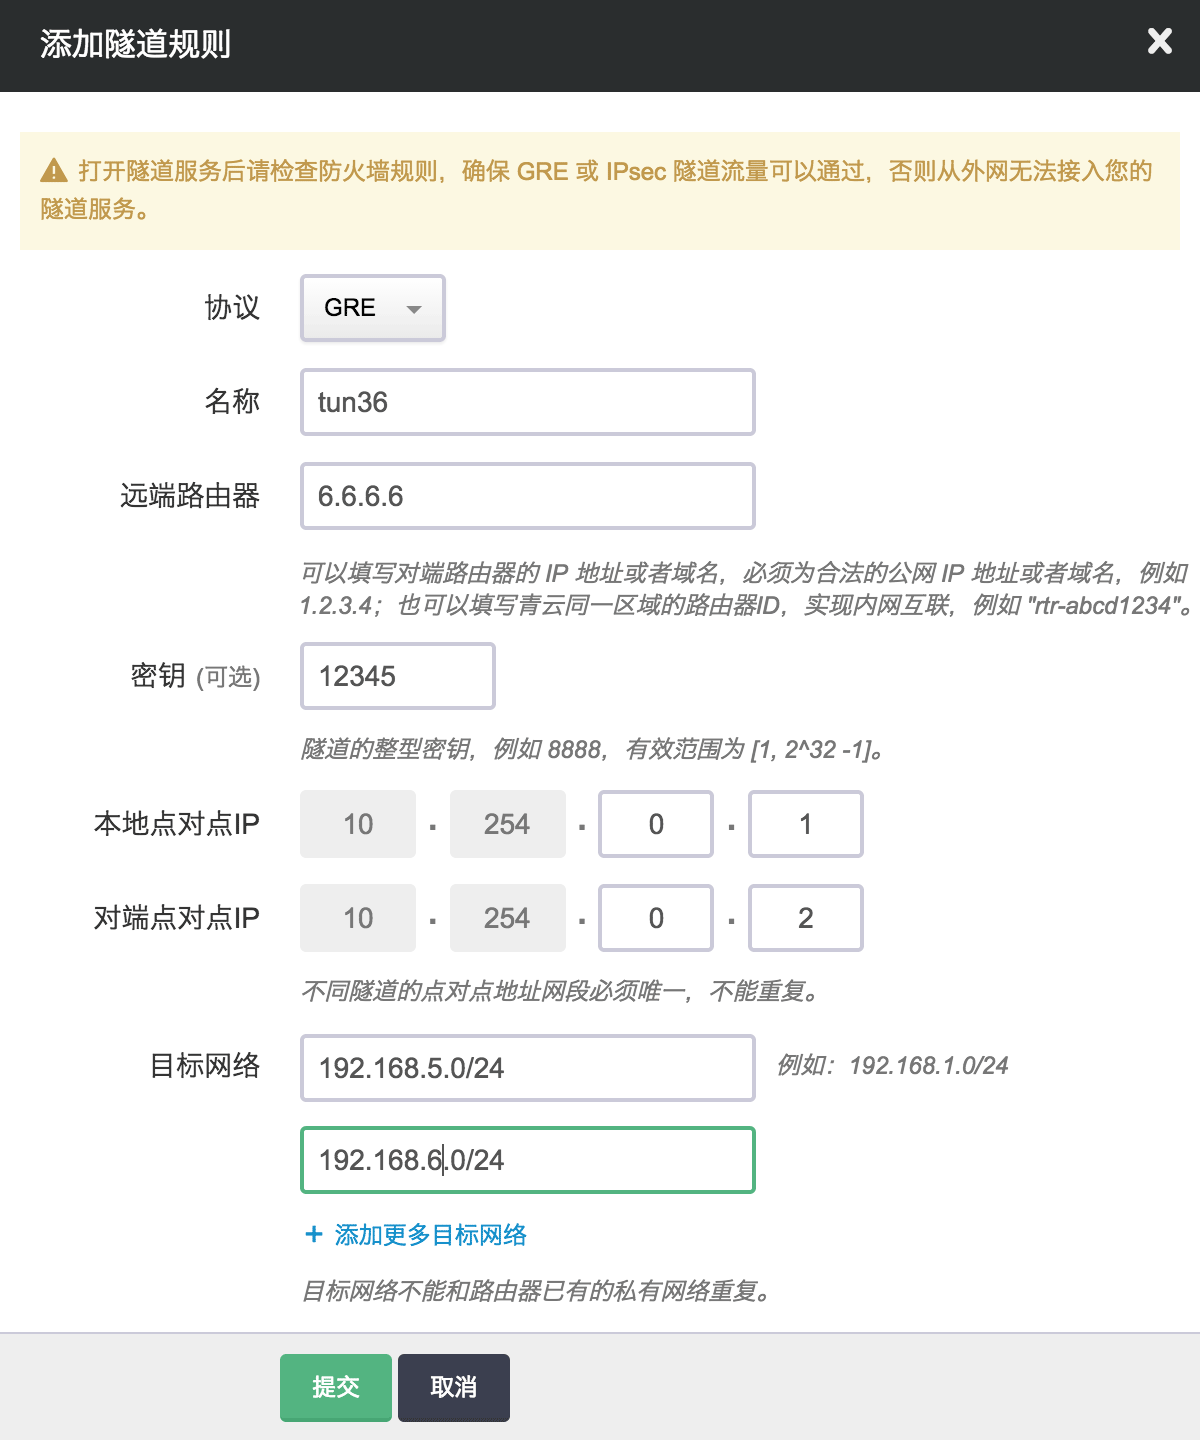 添加隧道规则
打开隧道服务后请检查防火墙规则，确保 GRE 或 IPsec 隧道流量可以通过，否则从外网无法接入您的
隧道服务。
协议 GRE
名称 tun36
远端路由器 6.6.6.6
可以填写对端路由器的 IP 地址或者域名，必须为合法的公网 IP 地址或者域名，例如
1.2.3.4；也可以填写青云同一区域的路由器ID，实现内网互联，例如 "rtr-abcd1234"。
密钥 (可选) 12345
隧道的整型密钥，例如 8888，有效范围为 [1, 2^32 -1]。
本地点对点IP 10 . 254 . 0 . 1
对端点对点IP 10 . 254 . 0 . 2
不同隧道的点对点地址网段必须唯一，不能重复。
目标网络 192.168.5.0/24 例如：192.168.1.0/24
192.168.6.0/24
+ 添加更多目标网络
目标网络不能和路由器已有的私有网络重复。
提交 取消